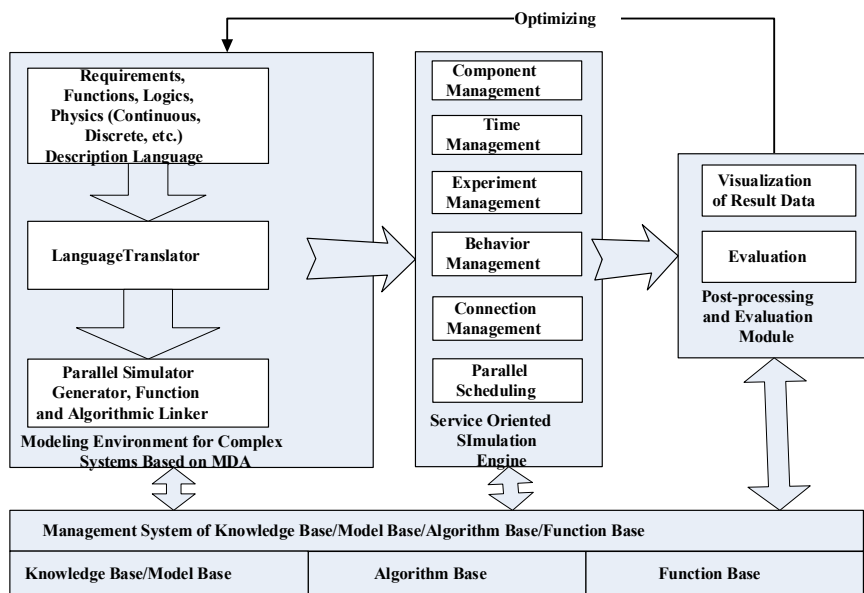 Optimizing
Requirements,
Functions, Logics,
Physics (Continuous,
Discrete, etc.)
Description Language
LanguageTranslator
Parallel Simulator
Generator, Function
and Algorithmic Linker
Modeling Environment for Complex
Systems Based on MDA
Component
Management
Time
Management
Experiment
Management
Behavior
Management
Connection
Management
Parallel
Scheduling
Service Oriented
SImulation
Engine
Visualization
of Result Data
Evaluation
Post-processing
and Evaluation
Module
Management System of Knowledge Base/Model Base/Algorithm Base/Function Base
Knowledge Base/Model Base
Algorithm Base
Function Base